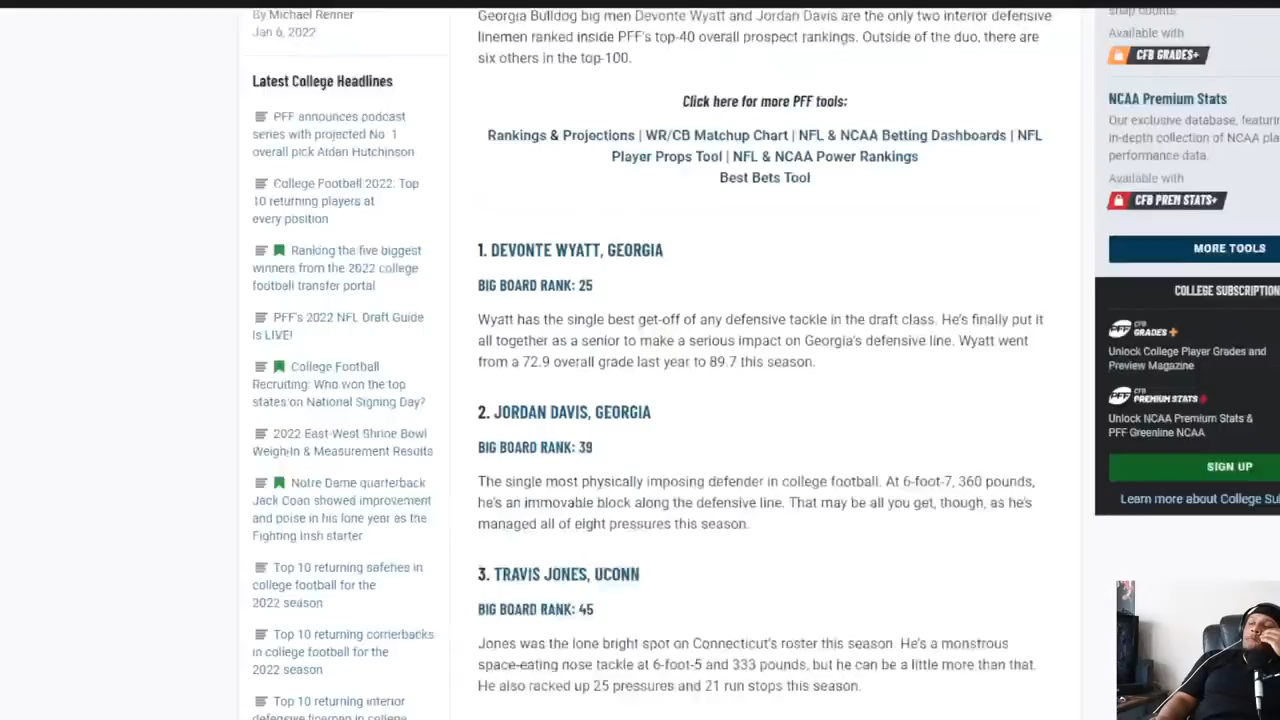 By Michael Renner
Jan 6, 2022
Latest College Headlines
PFF announces podcast
series with projected No. 1
overall pick Aidan Hutchinson
College Football 2022: Top
10 returning players at
every position
Ranking the five biggest
winners from the 2022 college
football transfer portal
PFF's 2022 NFL Draft Guide
is LIVE!
College Football
Recruiting: Who won the top
states on National Signing Day?
2022 East-West Shrine Bowl
Weigh-In & Measurement Results
Notre Dame quarterback
Jack Coan showed improvement
and poise in his lone year as the
Fighting Irish starter
Top 10 returning safeties in
college football for the
2022 season
Top 10 returning cornerbacks
in college football for the
2022 season
Top 10 returning interior
defensive linemen in college
Georgia Bulldog big men Devonte Wyatt and Jordan Davis are the only two interior defensive
linemen ranked inside PFF's top-40 overall prospect rankings. Outside of the duo, there are
six others in the top-100.
Click here for more PFF tools:
Rankings & Projections | WR/CB Matchup Chart | NFL & NCAA Betting Dashboards | NFL
Player Props Tool | NFL & NCAA Power Rankings
Best Bets Tool
1. DEVONTE WYATT, GEORGIA
BIG BOARD RANK: 25
Wyatt has the single best get-off of any defensive tackle in the draft class. He's finally put it
all together as a senior to make a serious impact on Georgia's defensive line. Wyatt went
from a 72.9 overall grade last year to 89.7 this season.
2. JORDAN DAVIS, GEORGIA
BIG BOARD RANK: 39
The single most physically imposing defender in college football. At 6-foot-7, 360 pounds,
he's an immovable block along the defensive line. That may be all you get, though, as he's
managed all of eight pressures this season.
3. TRAVIS JONES, UCONN
BIG BOARD RANK: 45
Jones was the lone bright spot on Connecticut's roster this season. He's a monstrous
space-eating nose tackle at 6-foot-5 and 333 pounds, but he can be a little more than that.
He also racked up 25 pressures and 21 run stops this season.
snap counts.
Available with
CFB GRADES+
NCAA Premium Stats
Our exclusive database, featurin
in-depth collection of NCAA pla
performance data.
Available with
CFB PREM STATS+
MORE TOOLS
COLLEGE SUBSCRIPTION
PFF CFB GRADES+
Unlock College Player Grades and
Preview Magazine
PFF CFB PREMIUM STATS+
Unlock NCAA Premium Stats &
PFF Greenline NCAA
SIGN UP
Learn more about College Su